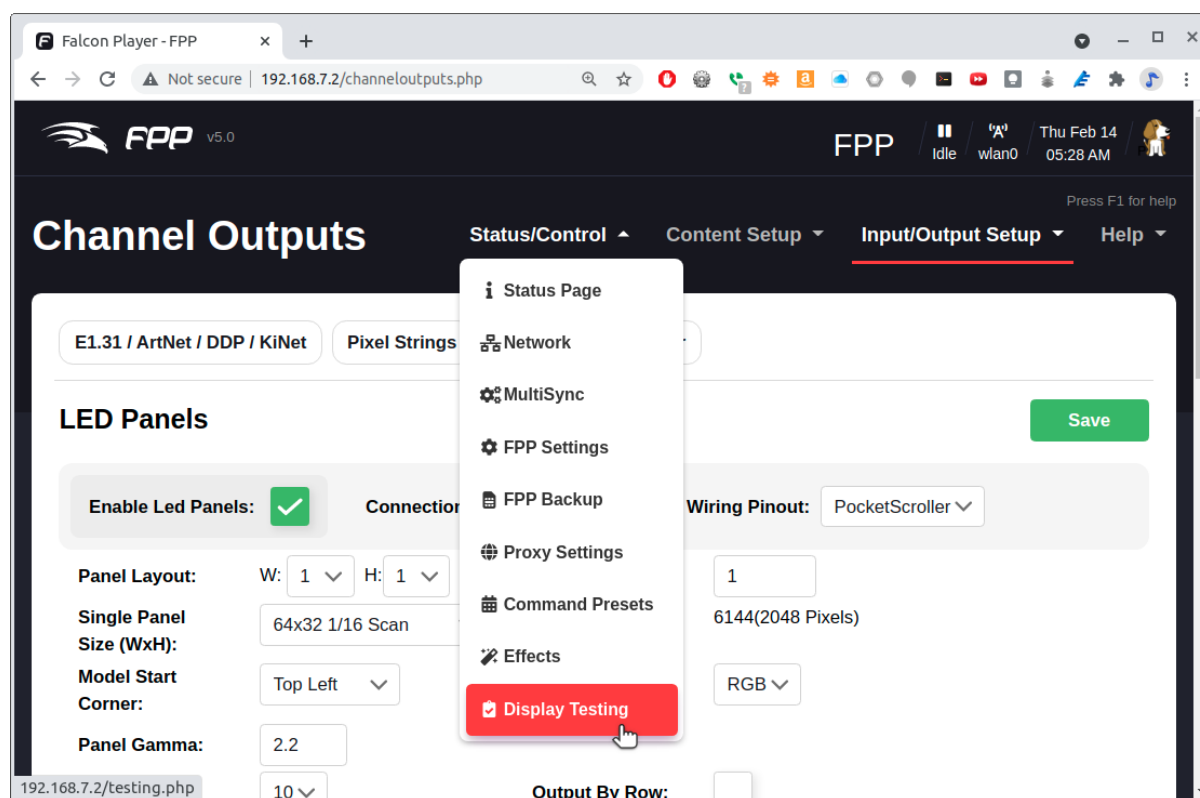 Falcon Player - FPP
Not secure | 192.168.7.2/channeloutputs.php
FPP v5.0
FPP
Idle
wlan0
Thu Feb 14
05:28 AM
Press F1 for help
Channel Outputs
Status/Control
Content Setup
Input/Output Setup
Help
Status Page
Network
MultiSync
FPP Settings
FPP Backup
Proxy Settings
Command Presets
Effects
Display Testing
E1.31 / ArtNet / DDP / KiNet
Pixel Strings
LED Panels
Save
Enable Led Panels:
Connection
Wiring Pinout:
PocketScroller
Panel Layout:
W: 1 H: 1
1
Single Panel
Size (WxH):
64x32 1/16 Scan
6144(2048 Pixels)
Model Start
Corner:
Top Left
RGB
Panel Gamma:
2.2
10
Output By Row:
192.168.7.2/testing.php